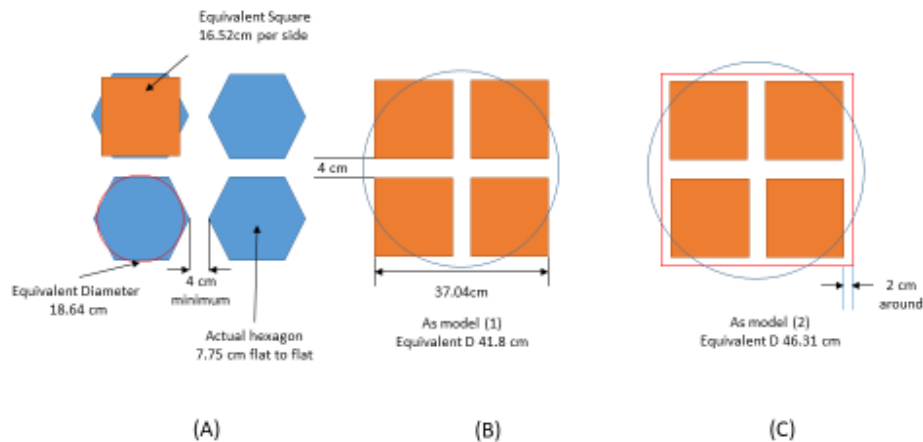 Equivalent Square
16.52cm per side
4 cm
Equivalent Diameter
18.64 cm
4 cm
minimum
Actual hexagon
7.75 cm flat to flat
37.04cm
As model (1)
Equivalent D 41.8 cm
2 cm
around
As model (2)
Equivalent D 46.31 cm
(A)
(B)
(C)